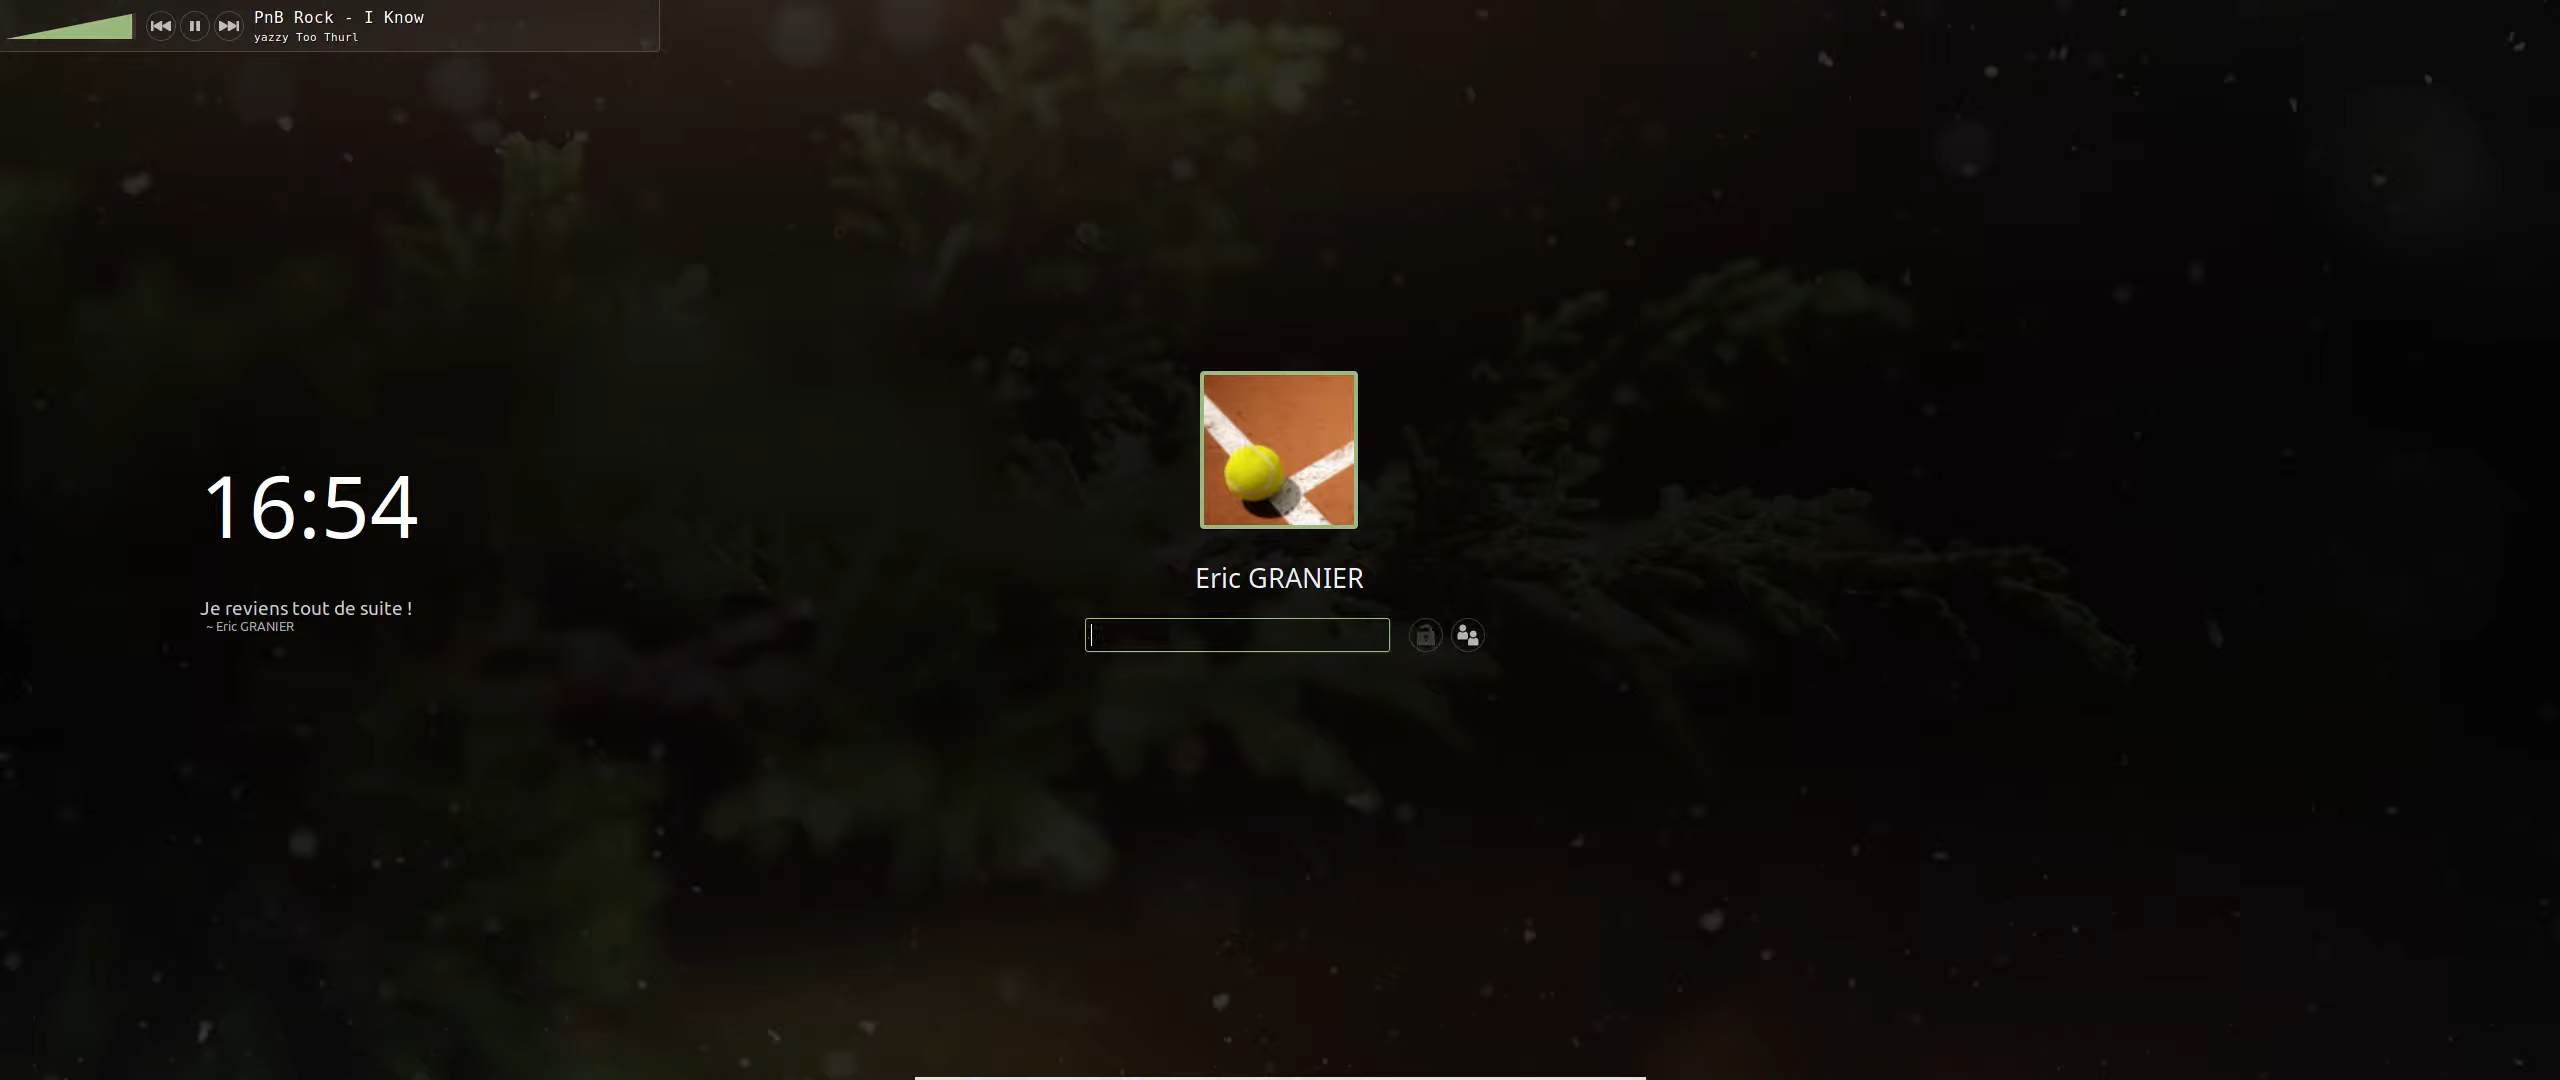 PnB Rock - I Know
yazzy Too Thurl
16:54
Je reviens tout de suite !
~ Eric GRANIER
Eric GRANIER